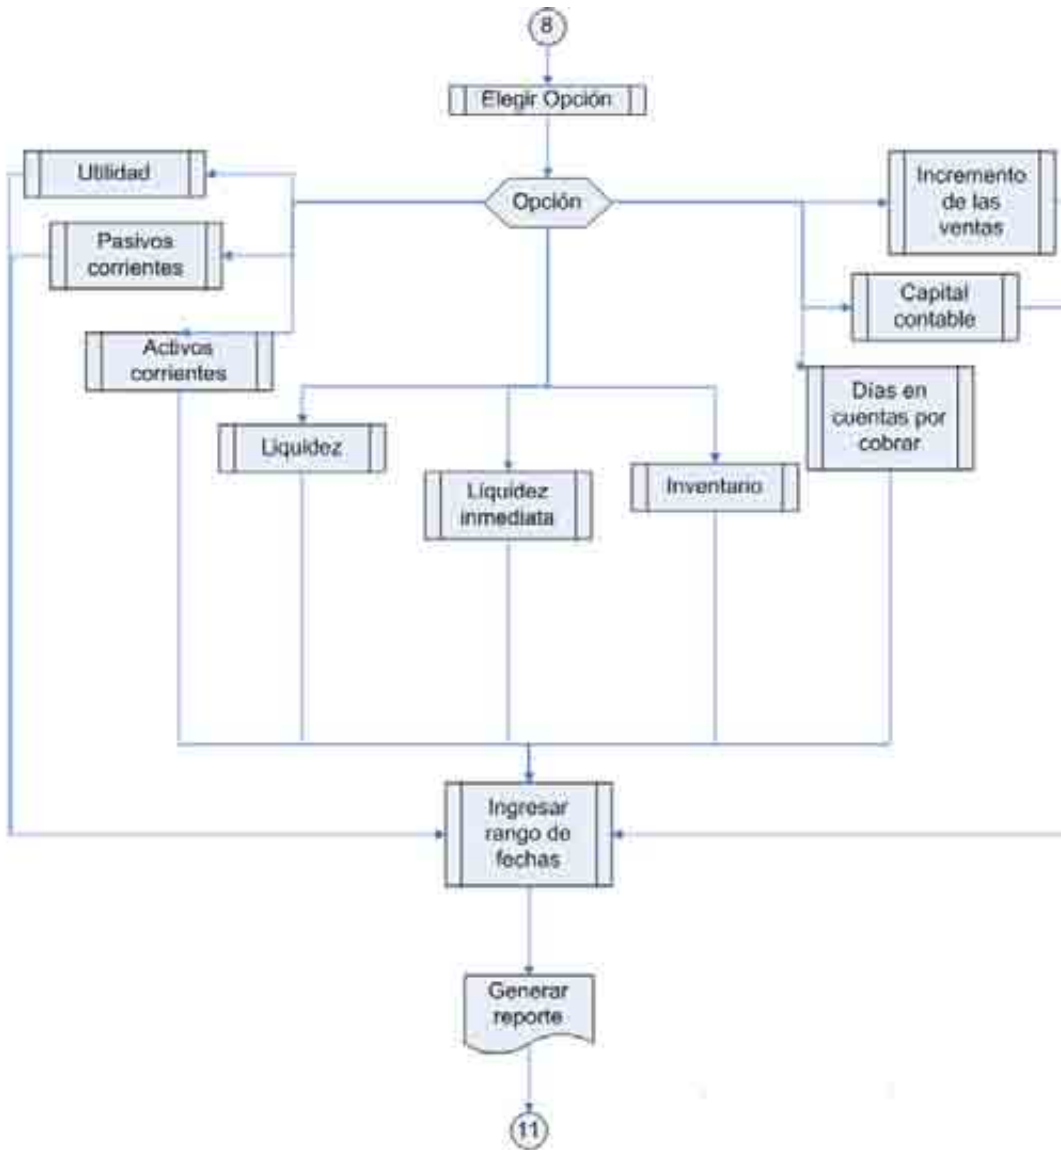 8
Elegir Opción
Utilidad
Opción
Incremento
de las
ventas
Pasivos
corrientes
Capital
contable
Activos
corrientes
Días en
cuentas por
cobrar
Liquidez
Liquidez
inmediata
Inventario
Ingresar
rango de
fechas
Generar
reporte
11